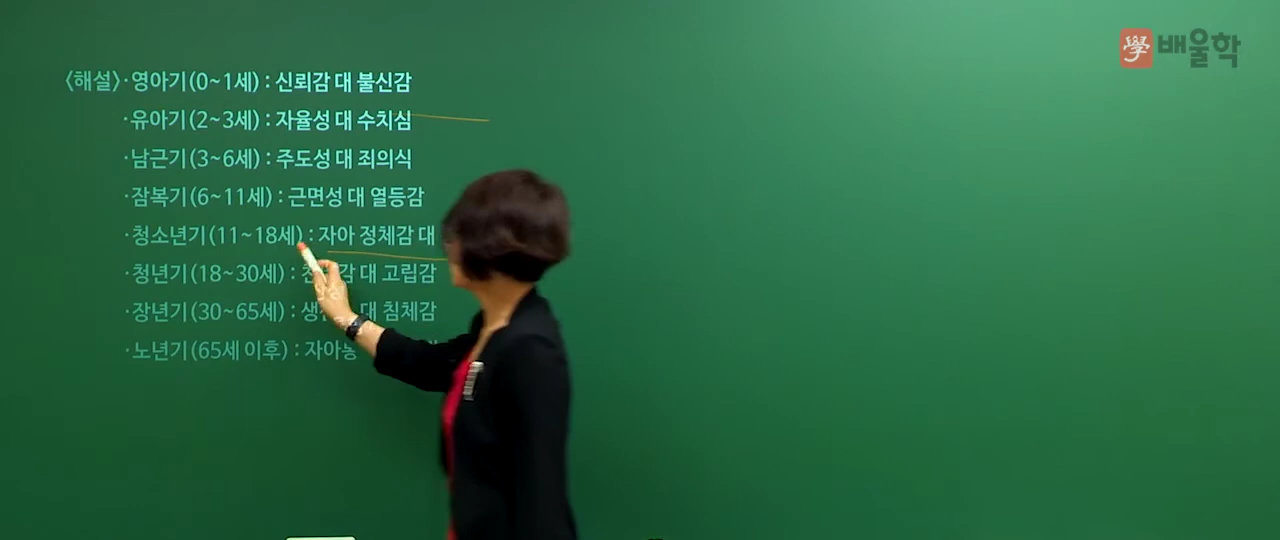 學 배울학
〈해설〉·영아기(0~1세) : 신뢰감 대 불신감
·유아기(2~3세) : 자율성 대 수치심
·남근기(3~6세) : 주도성 대 죄의식
·잠복기(6~11세) : 근면성 대 열등감
·청소년기(11~18세) : 자아 정체감 대
·청년기(18~30세) : 대 고립감
·장년기(30~65세) : 대 침체감
·노년기(65세 이후) :